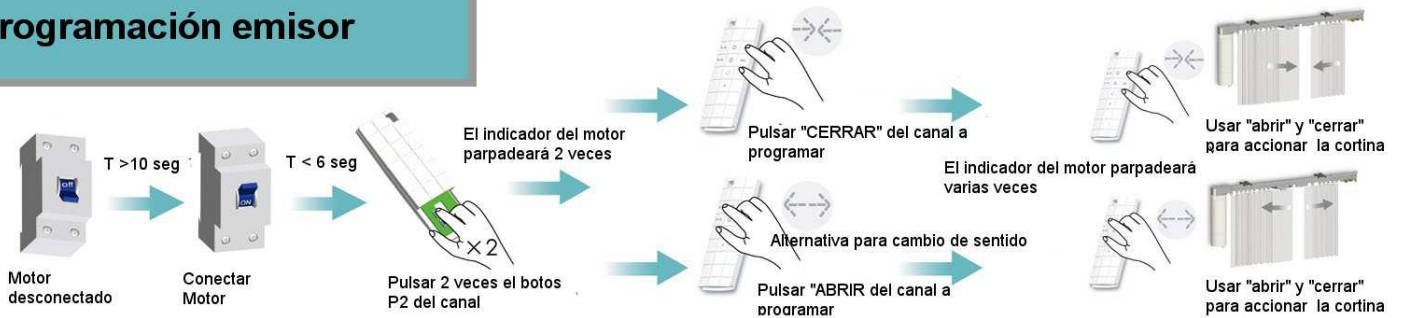 rogramación emisor
T >10 seg
T < 6 seg
off
ON
Motor
desconectado
Conectar
Motor
×2
Pulsar 2 veces el botos
P2 del canal
El indicador del motor
parpadeará 2 veces
Pulsar "CERRAR" del canal a
programar
Alternativa para cambio de sentido
Pulsar "ABRIR del canal a
programar
El indicador del motor parpadeará
varias veces
Usar "abrir" y "cerrar"
para accionar la cortina
Usar "abrir" y "cerrar"
para accionar la cortina